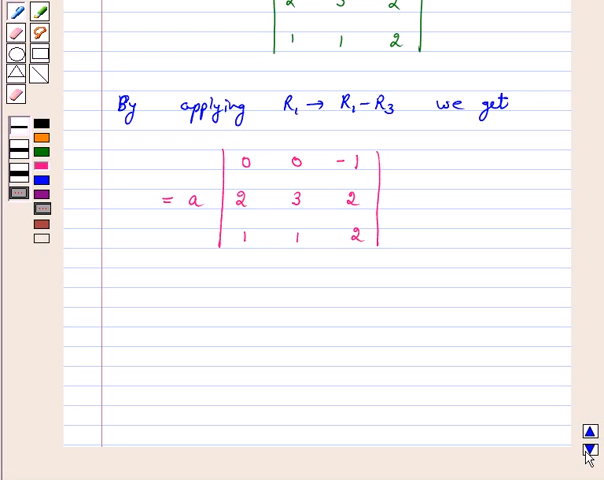 2 3 2
1 1 2
By applying R₁ → R₁ - R₃ we get
0 0 -1
= a 2 3 2
1 1 2